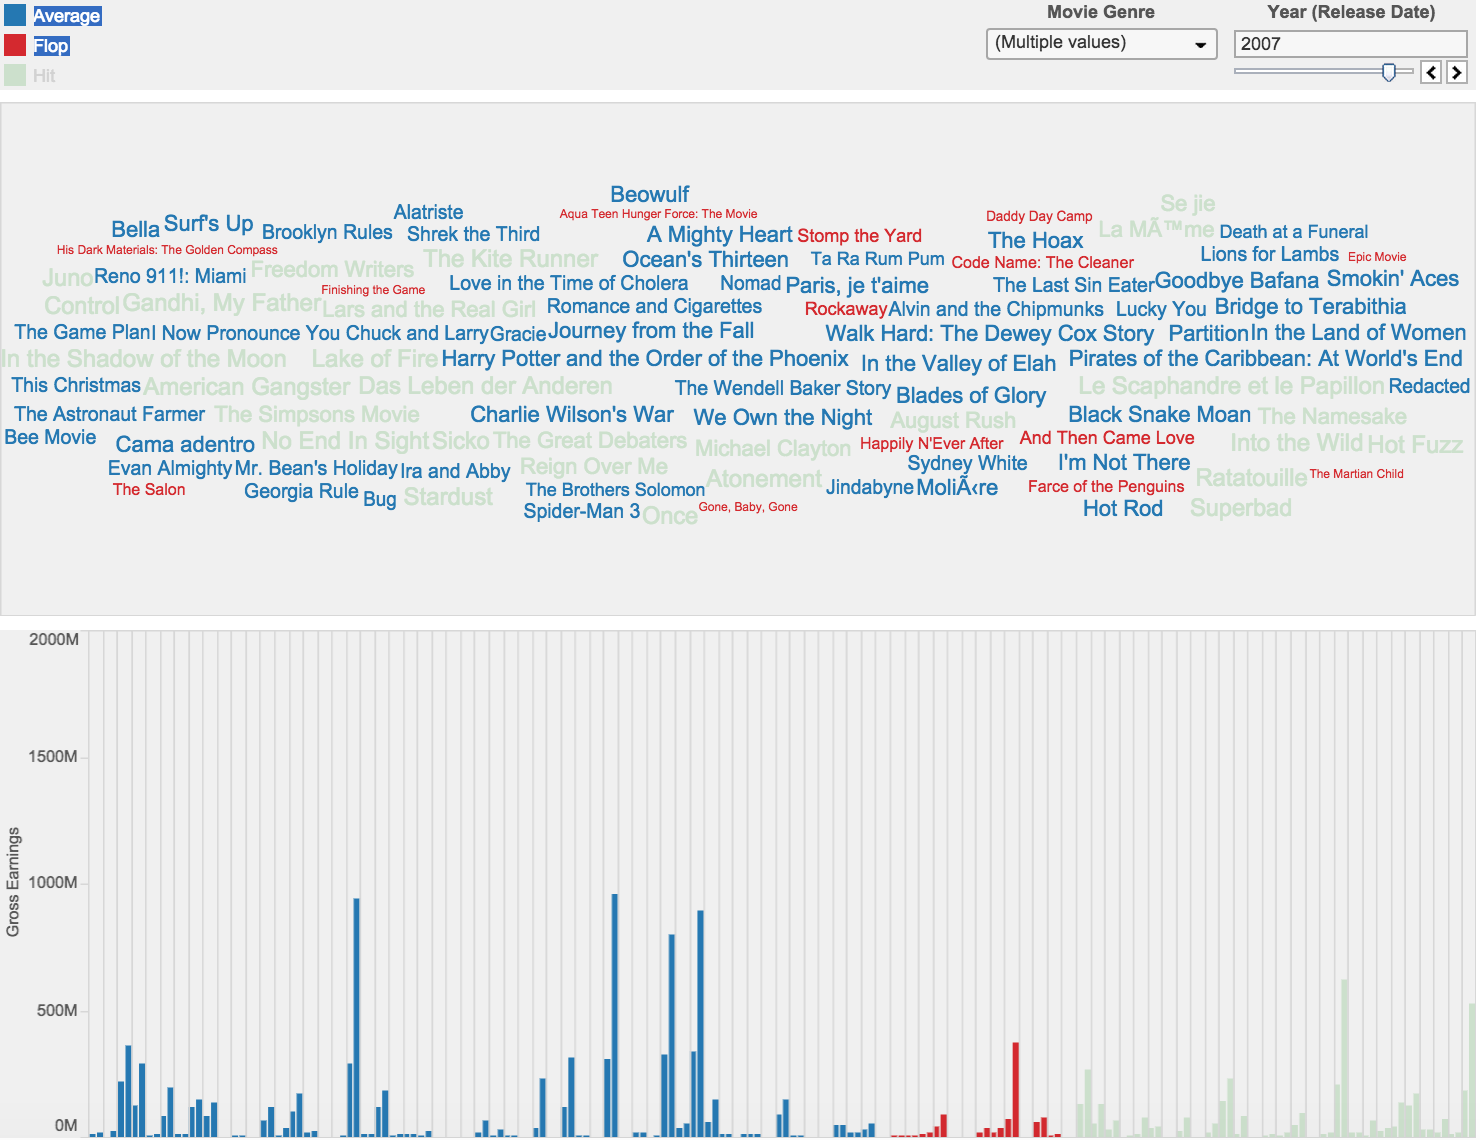 Average
Flop
Hit
Movie Genre
(Multiple values)
Year (Release Date)
2007
Beowulf
Se jie
Alatriste
Aqua Teen Hunger Force: The Movie
Daddy Day Camp
Bella Surf's Up Brooklyn Rules Shrek the Third
A Mighty Heart Stomp the Yard
The Hoax La MÃ™me Death at a Funeral
His Dark Materials: The Golden Compass
The Kite Runner Ocean's Thirteen Ta Ra Rum Pum Code Name: The Cleaner
Lions for Lambs Epic Movie
Juno Reno 911!: Miami Freedom Writers
Finishing the Game
Love in the Time of Cholera Nomad Paris, je t'aime The Last Sin Eater Goodbye Bafana Smokin' Aces
Control Gandhi, My Father Lars and the Real Girl Romance and Cigarettes Rockaway Alvin and the Chipmunks Lucky You Bridge to Terabithia
The Game Plan I Now Pronounce You Chuck and Larry Gracie Journey from the Fall Walk Hard: The Dewey Cox Story Partition In the Land of Women
In the Shadow of the Moon Lake of Fire Harry Potter and the Order of the Phoenix In the Valley of Elah Pirates of the Caribbean: At World's End
This Christmas American Gangster Das Leben der Anderen The Wendell Baker Story Blades of Glory Le Scaphandre et le Papillon Redacted
The Astronaut Farmer The Simpsons Movie Charlie Wilson's War We Own the Night August Rush Black Snake Moan The Namesake
Bee Movie Cama adentro No End In Sight Sicko The Great Debaters Michael Clayton Happily N'Ever After And Then Came Love Into the Wild Hot Fuzz
Evan Almighty Mr. Bean's Holiday Ira and Abby Reign Over Me Atonement Sydney White I'm Not There Ratatouille The Martian Child
The Salon Georgia Rule Bug Stardust The Brothers Solomon Jindabyne MoliÃ‹re Farce of the Penguins
Spider-Man 3 Once Gone, Baby, Gone Hot Rod Superbad
2000M
1500M
1000M
500M
0M
Gross Earnings